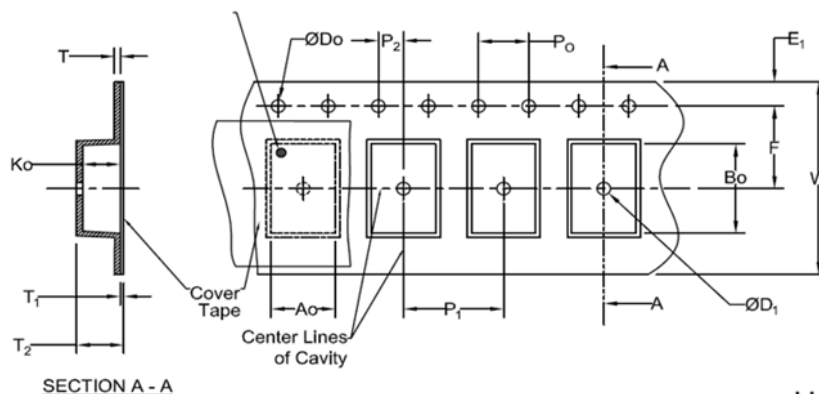 ØDo
P2
Po
E1
A
T
F
W
Ko
Bo
T1
Cover
Tape
Ao
P1
A
ØD1
T2
Center Lines
of Cavity
SECTION A - A